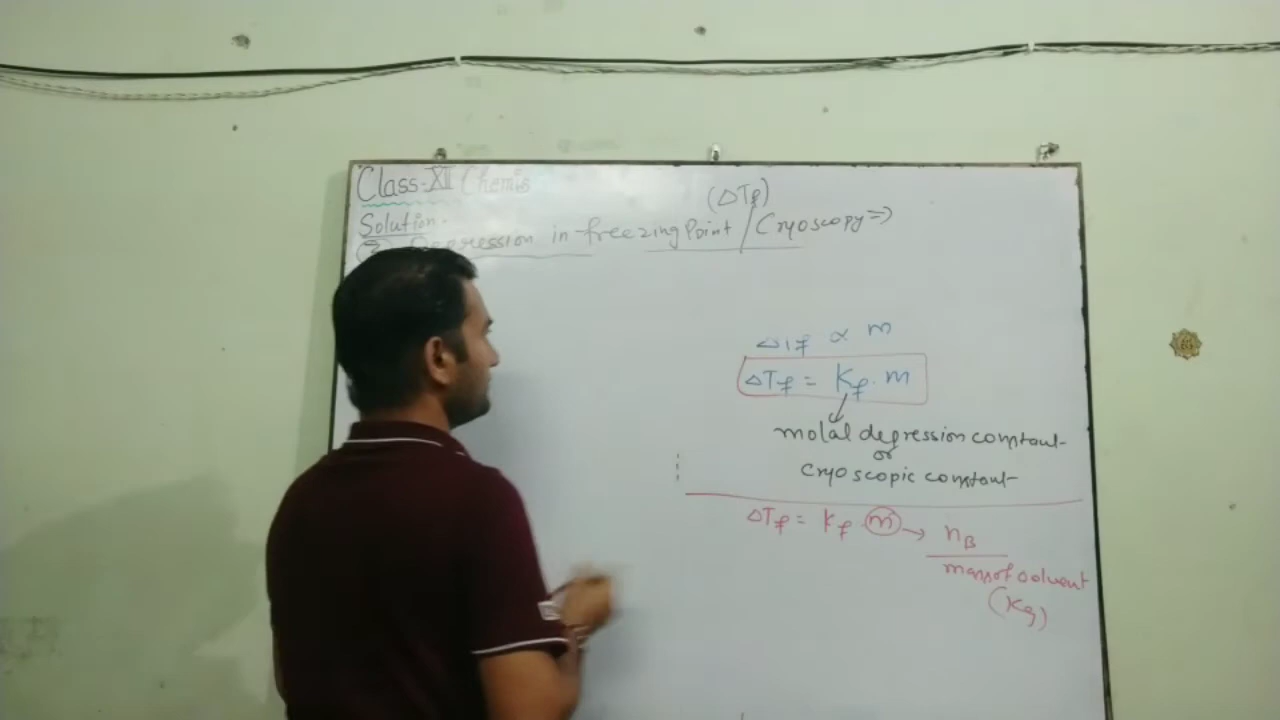 Class-XII Chemis
Solution-
(ΔTf)
(3) Depression in freezing Point / Cryoscopy ⇒
ΔTf ∝ m
ΔTf = Kf . m
molal depression constant
or
Cryoscopic constant
ΔTf = Kf . m → nB
mass of solvent
(Kg)